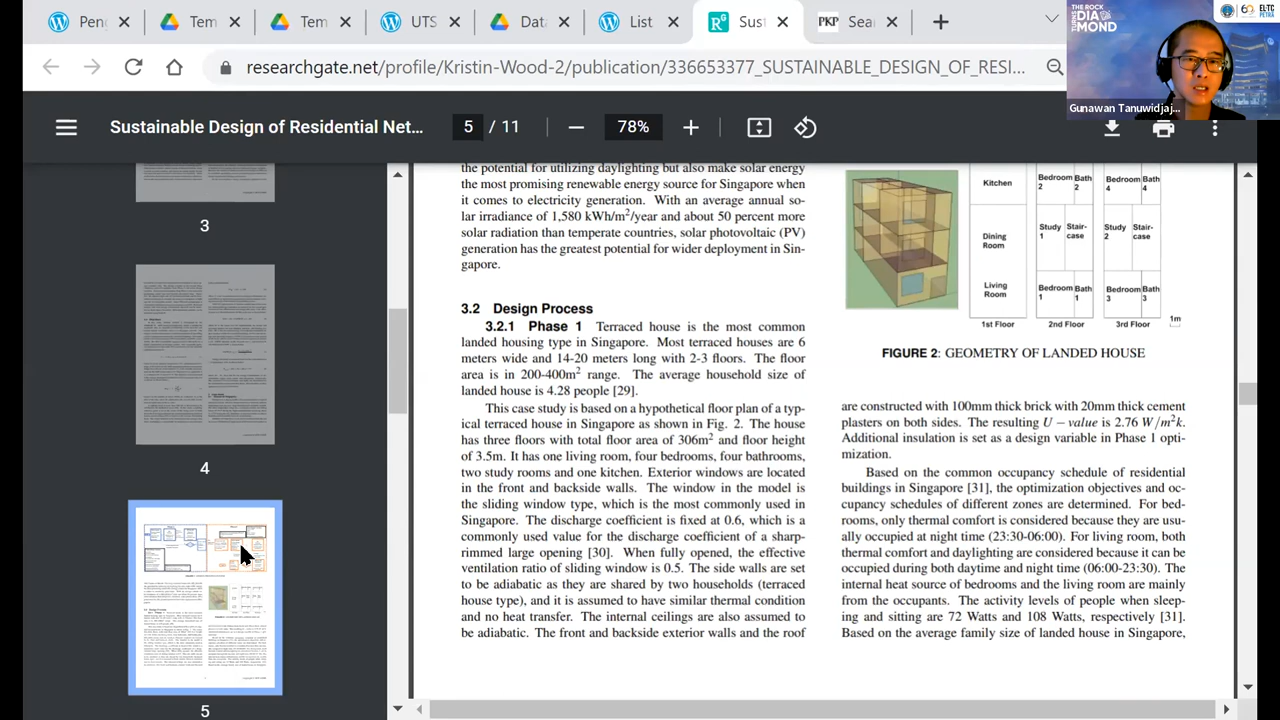 Pen
Tem
Tem
UTS
Dat
List
Sust
Sea
researchgate.net/profile/Kristin-Wood-2/publication/336653377_SUSTAINABLE_DESIGN_OF_RESI...
Sustainable Design of Residential Net...
5 / 11
78%
THE ROCK
TURNS
DIA
MOND
ELTC
PETRA
Gunawan Tanuwidjaj...
3
4
5
the potential for utilizing daylighting but also make solar energy
the most promising renewable energy source for Singapore when
it comes to electricity generation. With an average annual so-
lar irradiance of 1,580 kWh/m²/year and about 50 percent more
solar radiation than temperate countries, solar photovoltaic (PV)
generation has the greatest potential for wider deployment in Sin-
gapore.
3.2 Design Process
3.2.1 Phase 1 Terraced house is the most common
landed housing type in Singapore. Most terraced houses are 6
meters wide and 14-20 meters long with 2-3 floors. The floor
area is in 200-400m² range. The average household size of
landed house is 4.28 people [29].
This case study is based on a hypothetical floor plan of a typ-
ical terraced house in Singapore as shown in Fig. 2. The house
has three floors with total floor area of 306m² and floor height
of 3.5m. It has one living room, four bedrooms, four bathrooms,
two study rooms and one kitchen. Exterior windows are located
in the front and backside walls. The window in the model is
the sliding window type, which is the most commonly used in
Singapore. The discharge coefficient is fixed at 0.6, which is a
commonly used value for the discharge coefficient of a sharp-
rimmed large opening [30]. When fully opened, the effective
ventilation ratio of sliding window is 0.5. The side walls are set
to be adiabatic as they are shared by two households (terraced
house type), and it is assumed to have similar thermal condition
with no heat transfer. Floor and ceiling are also assumed to
be adiabatic. The front and back exterior walls and the roof
Kitchen
Bedroom 2
Bath 2
Bedroom 4
Bath 4
Dining Room
Study 1
Stair-case
Study 2
Stair-case
Living Room
Bedroom 1
Bath 1
Bedroom 3
Bath 3
1st Floor
2nd Floor
3rd Floor
1m
FIGURE 2: GEOMETRY OF LANDED HOUSE
are constructed with 100mm thick brick with 20mm thick cement
plasters on both sides. The resulting U − value is 2.76 W/m²k.
Additional insulation is set as a design variable in Phase 1 opti-
mization.
Based on the common occupancy schedule of residential
buildings in Singapore [31], the optimization objectives and oc-
cupancy schedules of different zones are determined. For bed-
room, only thermal comfort is considered because they are usu-
ally occupied at night time (23:30-06:00). For living room, both
thermal comfort and daylighting are considered because it can be
occupied during both daytime and night time (06:00-23:30). The
internal heat source of bedrooms and the living room are mainly
from the occupants. The activity levels of people when sleep-
72 Watts and respectively [31].
family size of landed houses in Singapore,